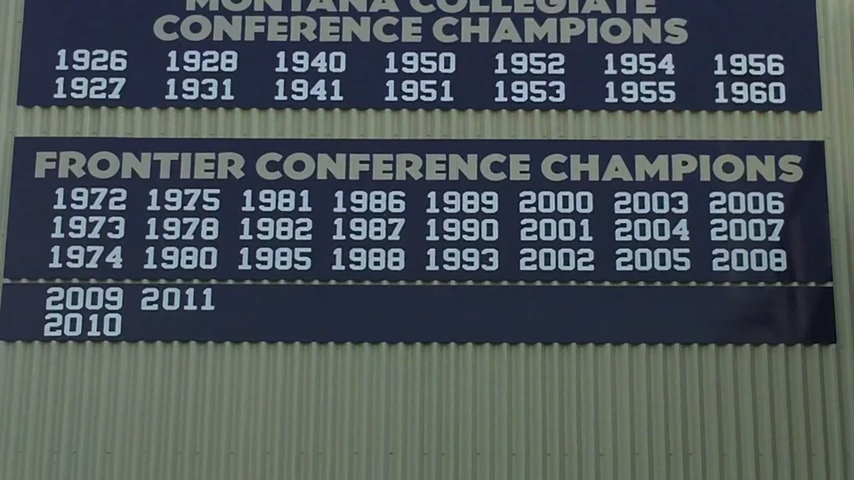 MONTANA COLLEGIATE
CONFERENCE CHAMPIONS
1926 1928 1940 1950 1952 1954 1956
1927 1931 1941 1951 1953 1955 1960
FRONTIER CONFERENCE CHAMPIONS
1972 1975 1981 1986 1989 2000 2003 2006
1973 1978 1982 1987 1990 2001 2004 2007
1974 1980 1985 1988 1993 2002 2005 2008
2009 2011
2010